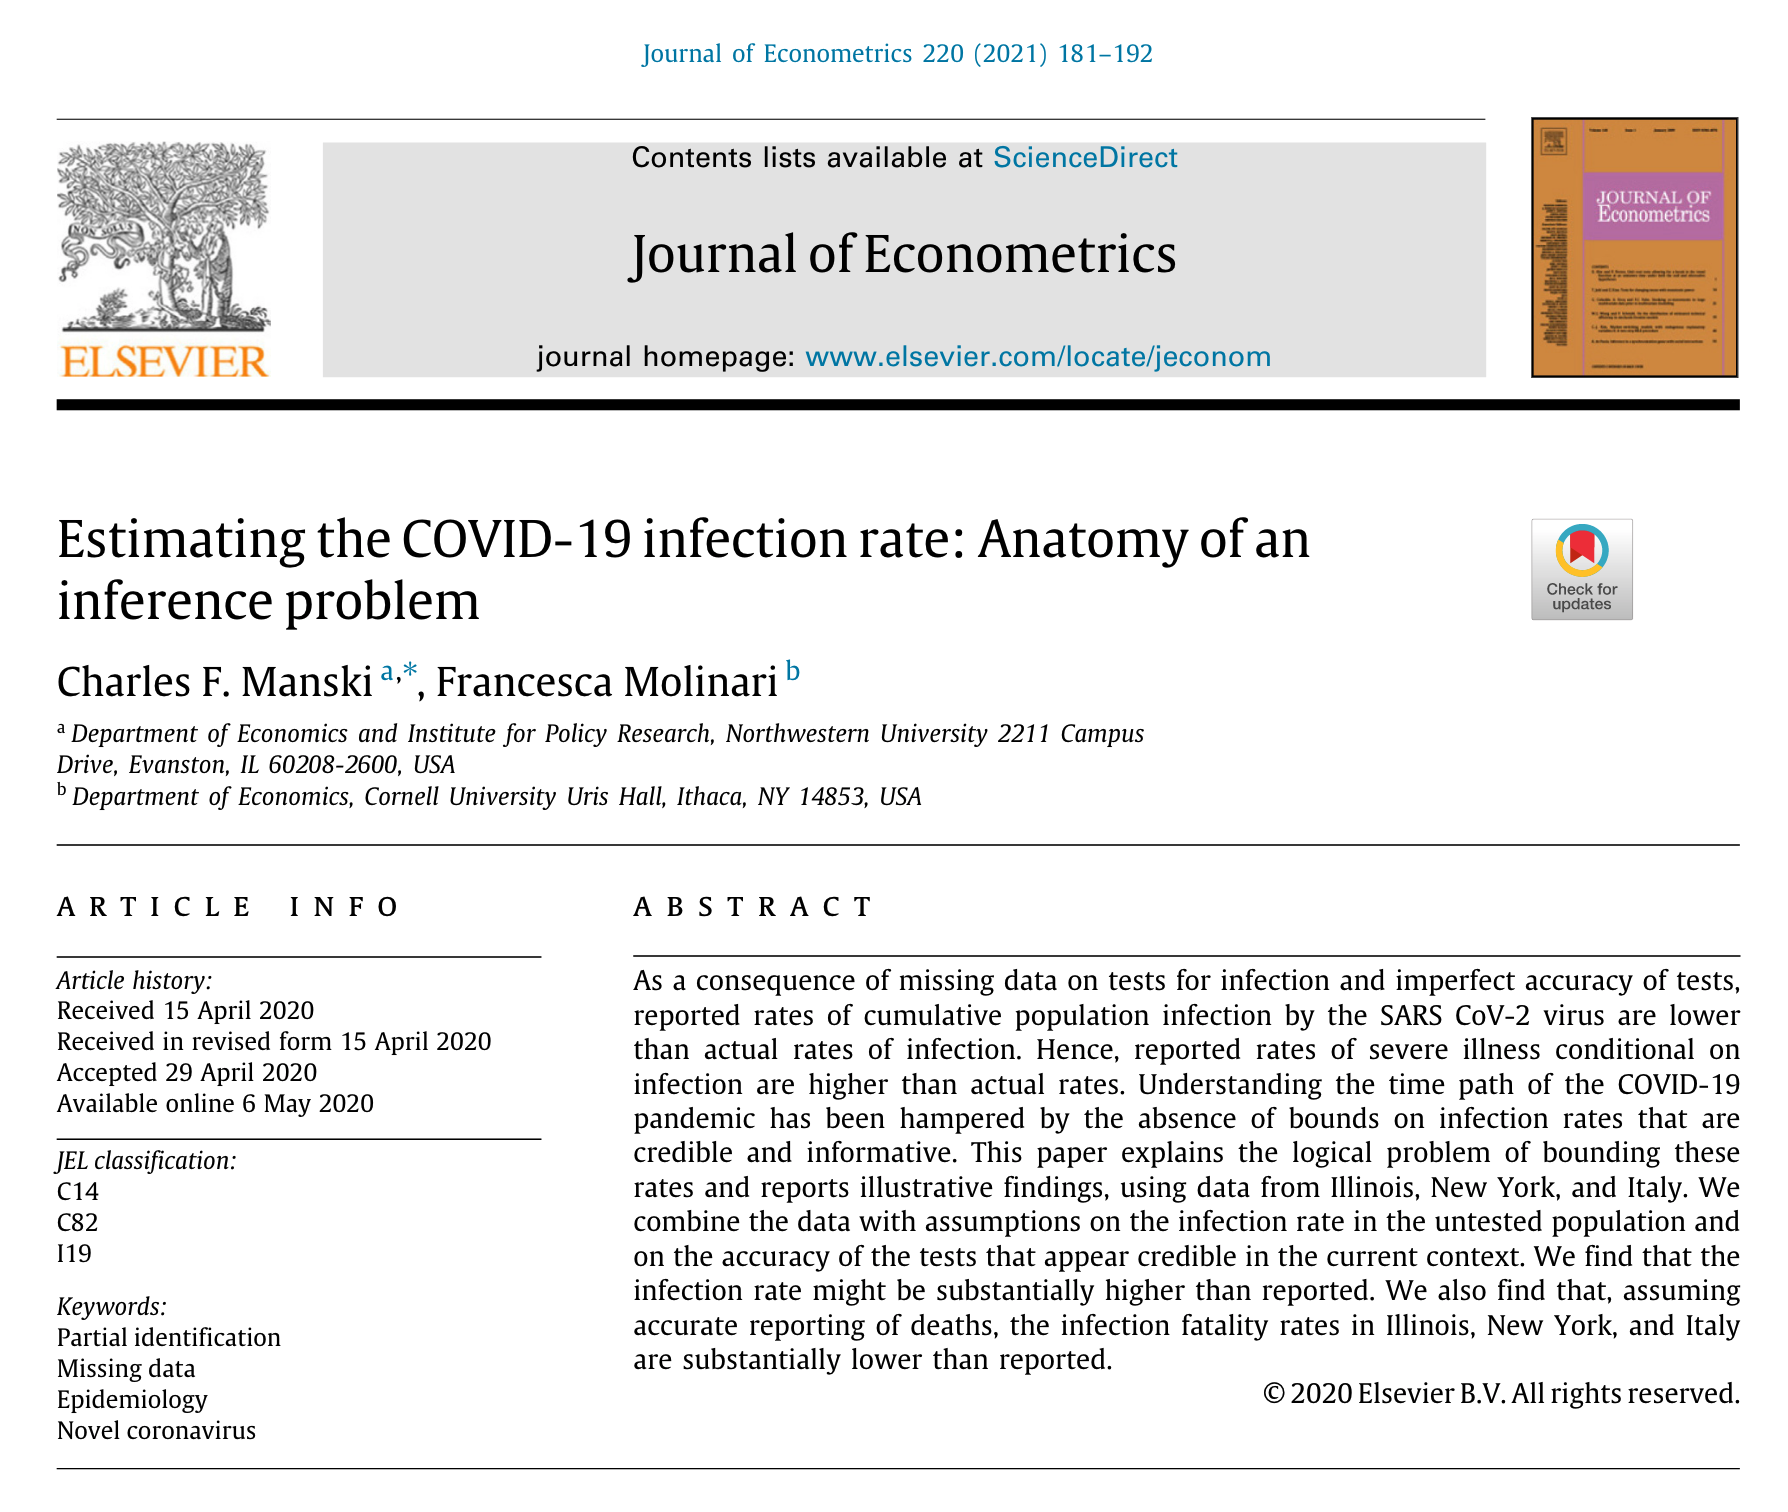 Journal of Econometrics 220 (2021) 181–192
Contents lists available at ScienceDirect
Journal of Econometrics
journal homepage: www.elsevier.com/locate/jeconom
NON SOLUS
ELSEVIER
JOURNAL OF
Econometrics
Estimating the COVID-19 infection rate: Anatomy of an
inference problem
Check for
updates
Charles F. Manski a,*, Francesca Molinari b
a Department of Economics and Institute for Policy Research, Northwestern University 2211 Campus
Drive, Evanston, IL 60208-2600, USA
b Department of Economics, Cornell University Uris Hall, Ithaca, NY 14853, USA
ARTICLE INFO
Article history:
Received 15 April 2020
Received in revised form 15 April 2020
Accepted 29 April 2020
Available online 6 May 2020
JEL classification:
C14
C82
I19
Keywords:
Partial identification
Missing data
Epidemiology
Novel coronavirus
ABSTRACT
As a consequence of missing data on tests for infection and imperfect accuracy of tests,
reported rates of cumulative population infection by the SARS CoV-2 virus are lower
than actual rates of infection. Hence, reported rates of severe illness conditional on
infection are higher than actual rates. Understanding the time path of the COVID-19
pandemic has been hampered by the absence of bounds on infection rates that are
credible and informative. This paper explains the logical problem of bounding these
rates and reports illustrative findings, using data from Illinois, New York, and Italy. We
combine the data with assumptions on the infection rate in the untested population and
on the accuracy of the tests that appear credible in the current context. We find that the
infection rate might be substantially higher than reported. We also find that, assuming
accurate reporting of deaths, the infection fatality rates in Illinois, New York, and Italy
are substantially lower than reported.
© 2020 Elsevier B.V. All rights reserved.